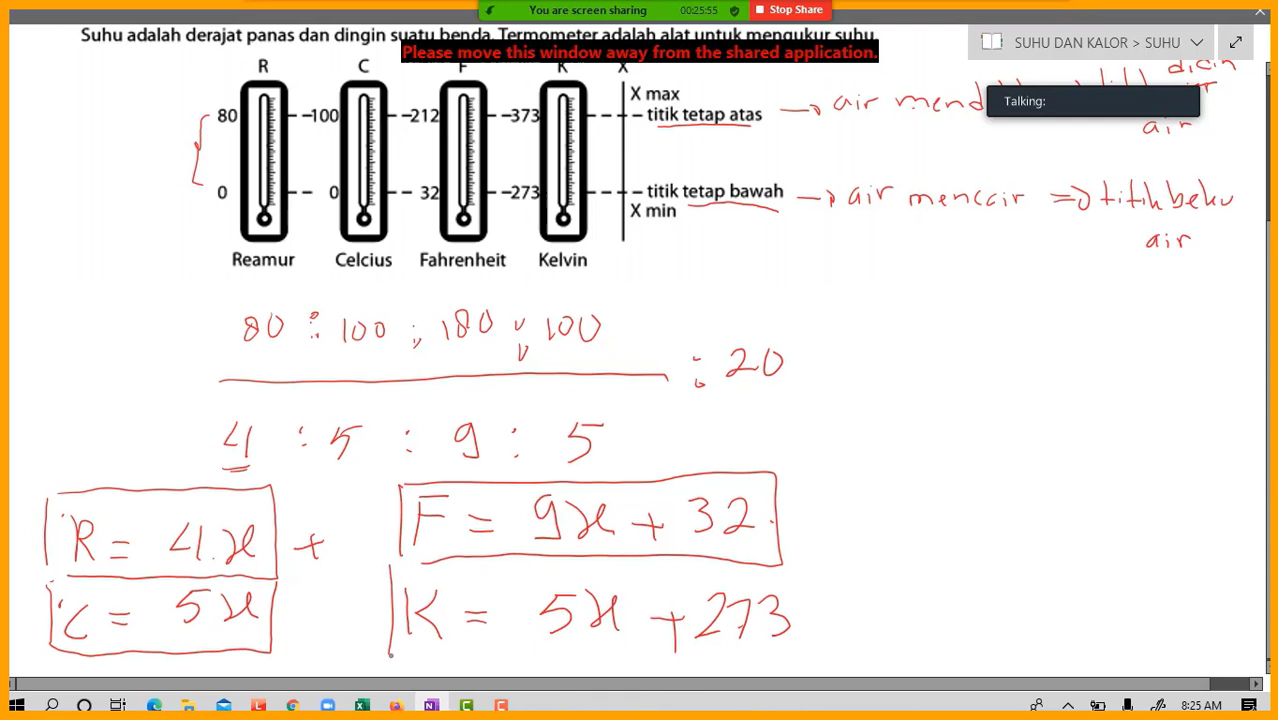 You are screen sharing 00:25:55 Stop Share
Suhu adalah derajat panas dan dingin suatu benda. Termometer adalah alat untuk mengukur suhu.
Please move this window away from the shared application.
SUHU DAN KALOR > SUHU
R C F K X
Talking:
X max
80 100 212 373 titik tetap atas → air
air
0 0 32 273 titik tetap bawah → air mencair ⇒ titik beku
X min air
Reamur Celcius Fahrenheit Kelvin
80 : 100 : 180 : 100
: 20
4 : 5 : 9 : 5
F = 9x + 32
R = 4.x +
C = 5x
K = 5x + 273
8:25 AM